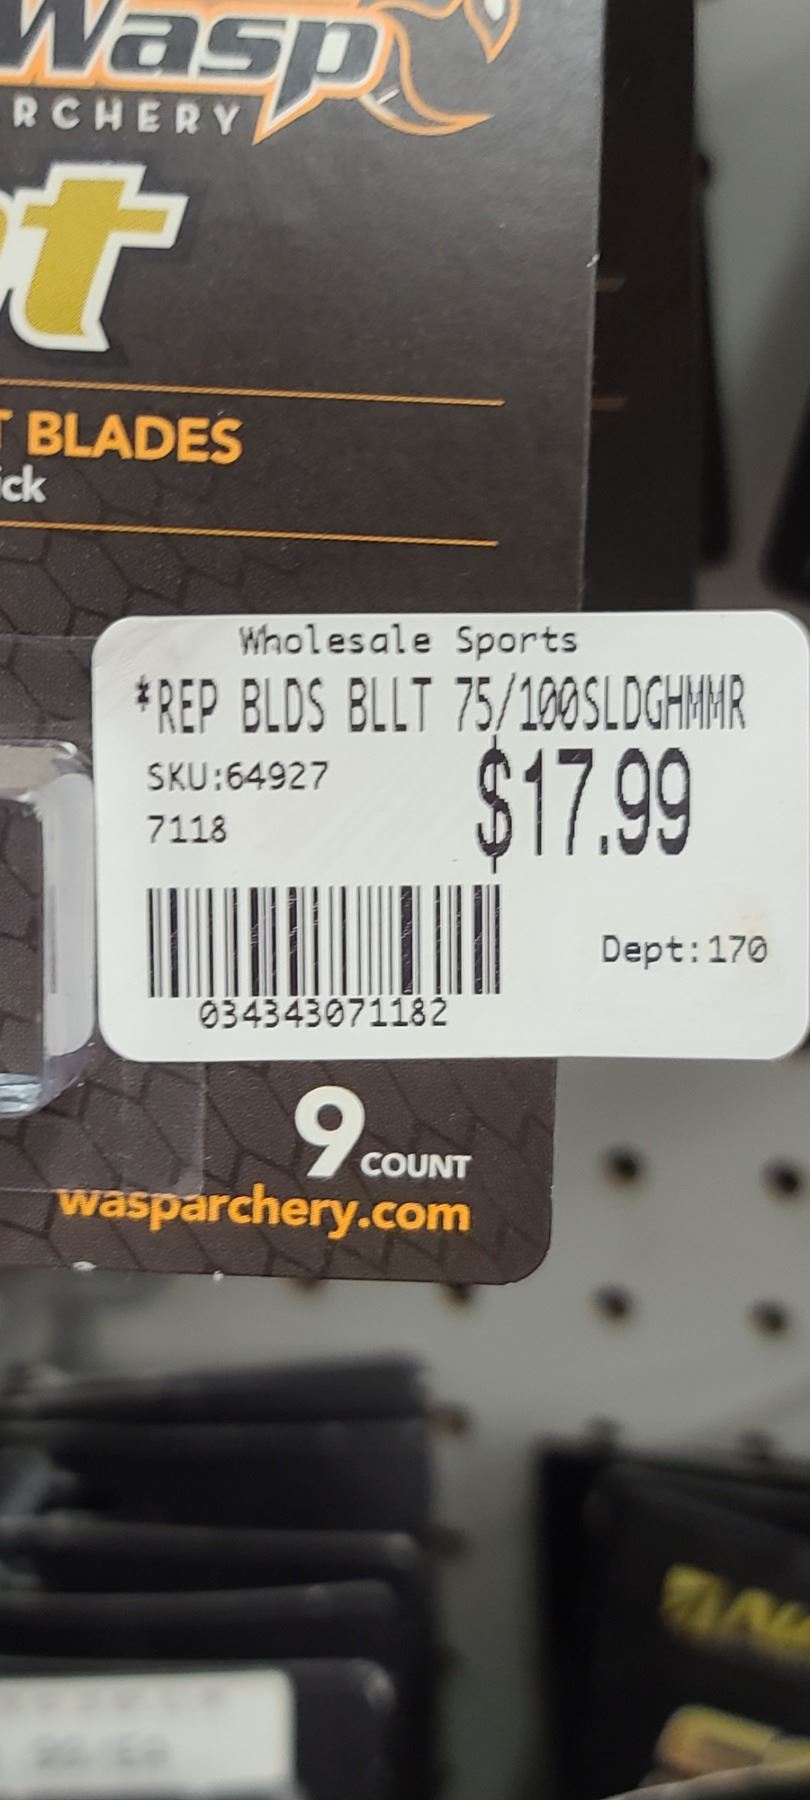 Wasp
RCHERY
t
T BLADES
ick
Wholesale Sports
*REP BLDS BLLT 75/100SLDGHMMR
SKU:64927
$17.99
7118
Dept:170
034343071182
9 COUNT
wasparchery.com